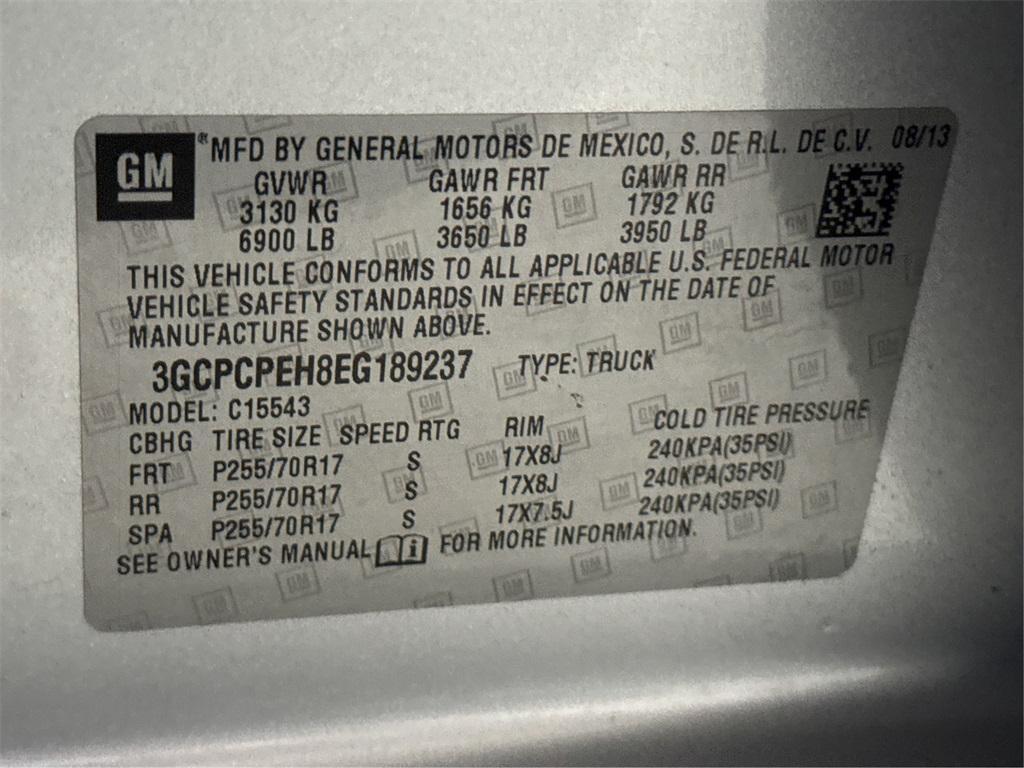 GM ® MFD BY GENERAL MOTORS DE MEXICO, S. DE R.L. DE C.V. 08/13
GVWR GAWR FRT GAWR RR
3130 KG 1656 KG 1792 KG
6900 LB 3650 LB 3950 LB
THIS VEHICLE CONFORMS TO ALL APPLICABLE U.S. FEDERAL MOTOR
VEHICLE SAFETY STANDARDS IN EFFECT ON THE DATE OF
MANUFACTURE SHOWN ABOVE.
3GCPCPEH8EG189237 TYPE: TRUCK
MODEL: C15543
CBHG TIRE SIZE SPEED RTG RIM COLD TIRE PRESSURE
FRT P255/70R17 S 17X8J 240KPA(35PSI)
RR P255/70R17 S 17X8J 240KPA(35PSI)
SPA P255/70R17 S 17X7.5J 240KPA(35PSI)
SEE OWNER'S MANUAL i FOR MORE INFORMATION.